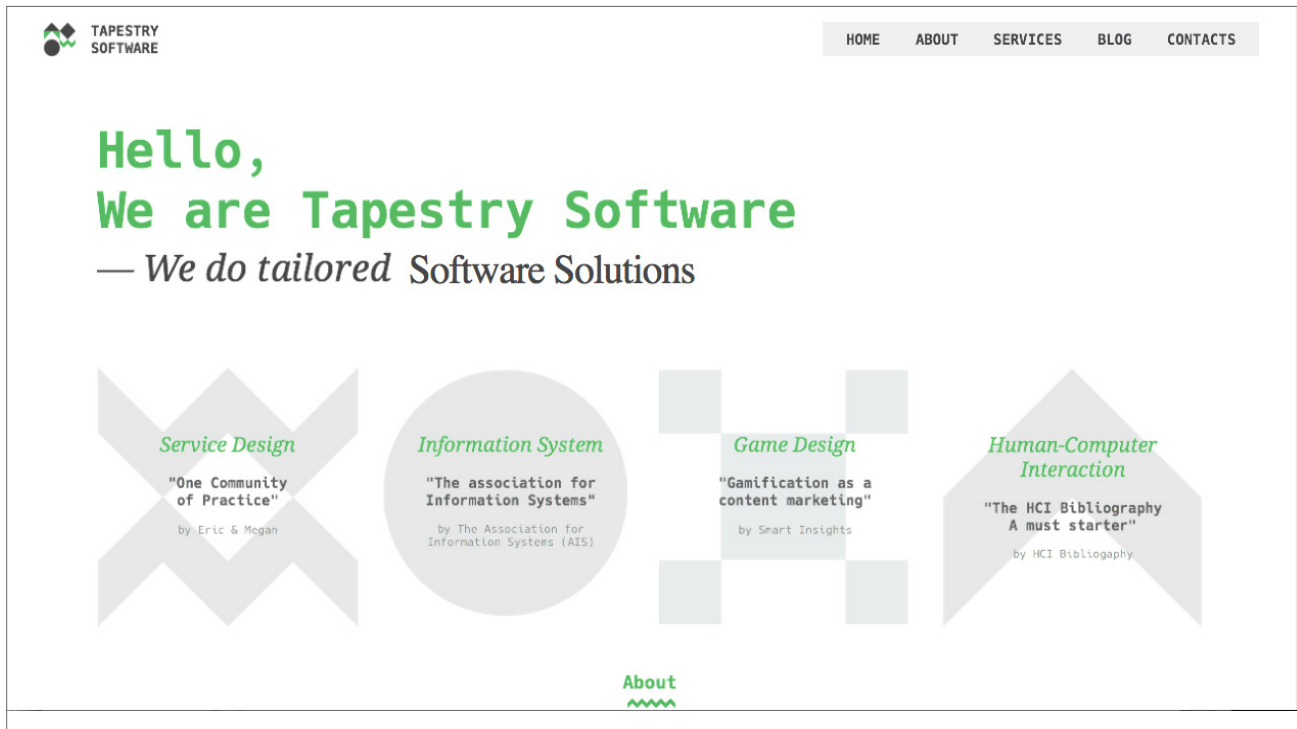 TAPESTRY
SOFTWARE
HOME ABOUT SERVICES BLOG CONTACTS
Hello,
We are Tapestry Software
— We do tailored Software Solutions
Service Design
"One Community
of Practice"
by Eric & Megan
Information System
"The association for
Information Systems"
by The Association for
Information Systems (AIS)
Game Design
"Gamification as a
content marketing"
by Smart Insights
Human-Computer
Interaction
"The HCI Bibliography
A must starter"
by HCI Bibliogaphy
About